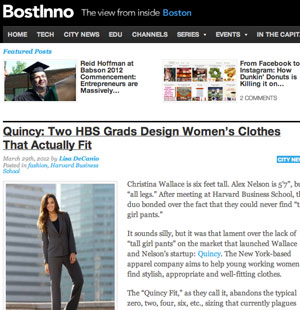 BostInno The view from inside Boston
HOME TECH CITY NEWS EDU CHANNELS SERIES EVENTS IN THE CAPITA
Featured Posts
Reid Hoffman at
Babson 2012
Commencement:
Entrepreneurs are
Massively...
From Facebook to
Instagram: How
Dunkin' Donuts is
Killing it on...
2 COMMENTS
Quincy: Two HBS Grads Design Women's Clothes
That Actually Fit
March 29th, 2012 by Lisa DeCanio
Posted in fashion, Harvard Business
School
CITY NEW
Christina Wallace is six feet tall. Alex Nelson is 5'7", bu
"all legs." After meeting at Harvard Business School, th
duo bonded over the fact that they could never find "t
girl pants."
It sounds silly, but it was that lament over the lack of
"tall girl pants" on the market that launched Wallace
and Nelson's startup: Quincy. The New York-based
apparel company aims to help young working women
find stylish, appropriate and well-fitting clothes.
The "Quincy Fit," as they call it, abandons the typical
zero, two, four, six, etc., sizing that currently plagues